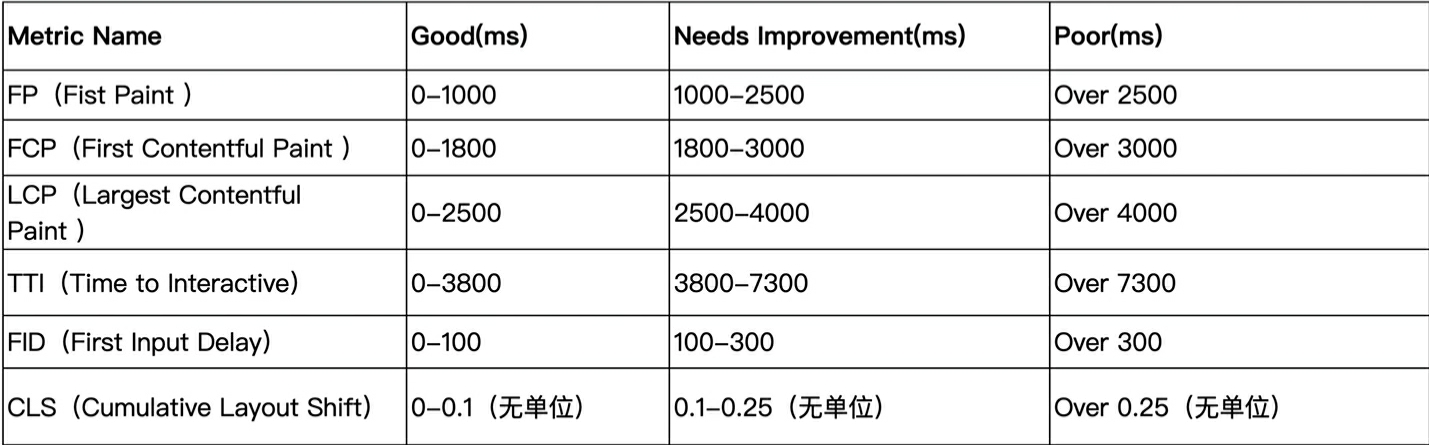 Metric Name Good(ms) Needs Improvement(ms) Poor(ms)
FP（Fist Paint ） 0–1000 1000–2500 Over 2500
FCP（First Contentful Paint ） 0–1800 1800–3000 Over 3000
LCP（Largest Contentful
Paint ） 0–2500 2500–4000 Over 4000
TTI（Time to Interactive） 0–3800 3800–7300 Over 7300
FID（First Input Delay） 0–100 100–300 Over 300
CLS（Cumulative Layout Shift） 0–0.1（无单位） 0.1–0.25（无单位） Over 0.25（无单位）